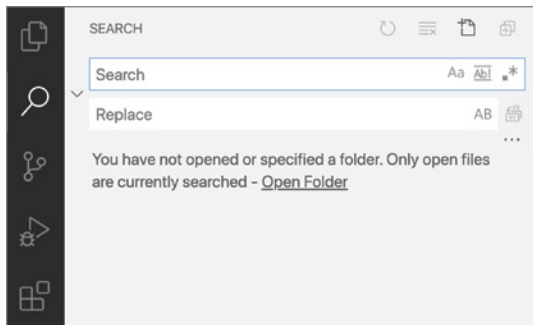 SEARCH
Search Aa Abl .*
Replace AB
...
You have not opened or specified a folder. Only open files
are currently searched - Open Folder